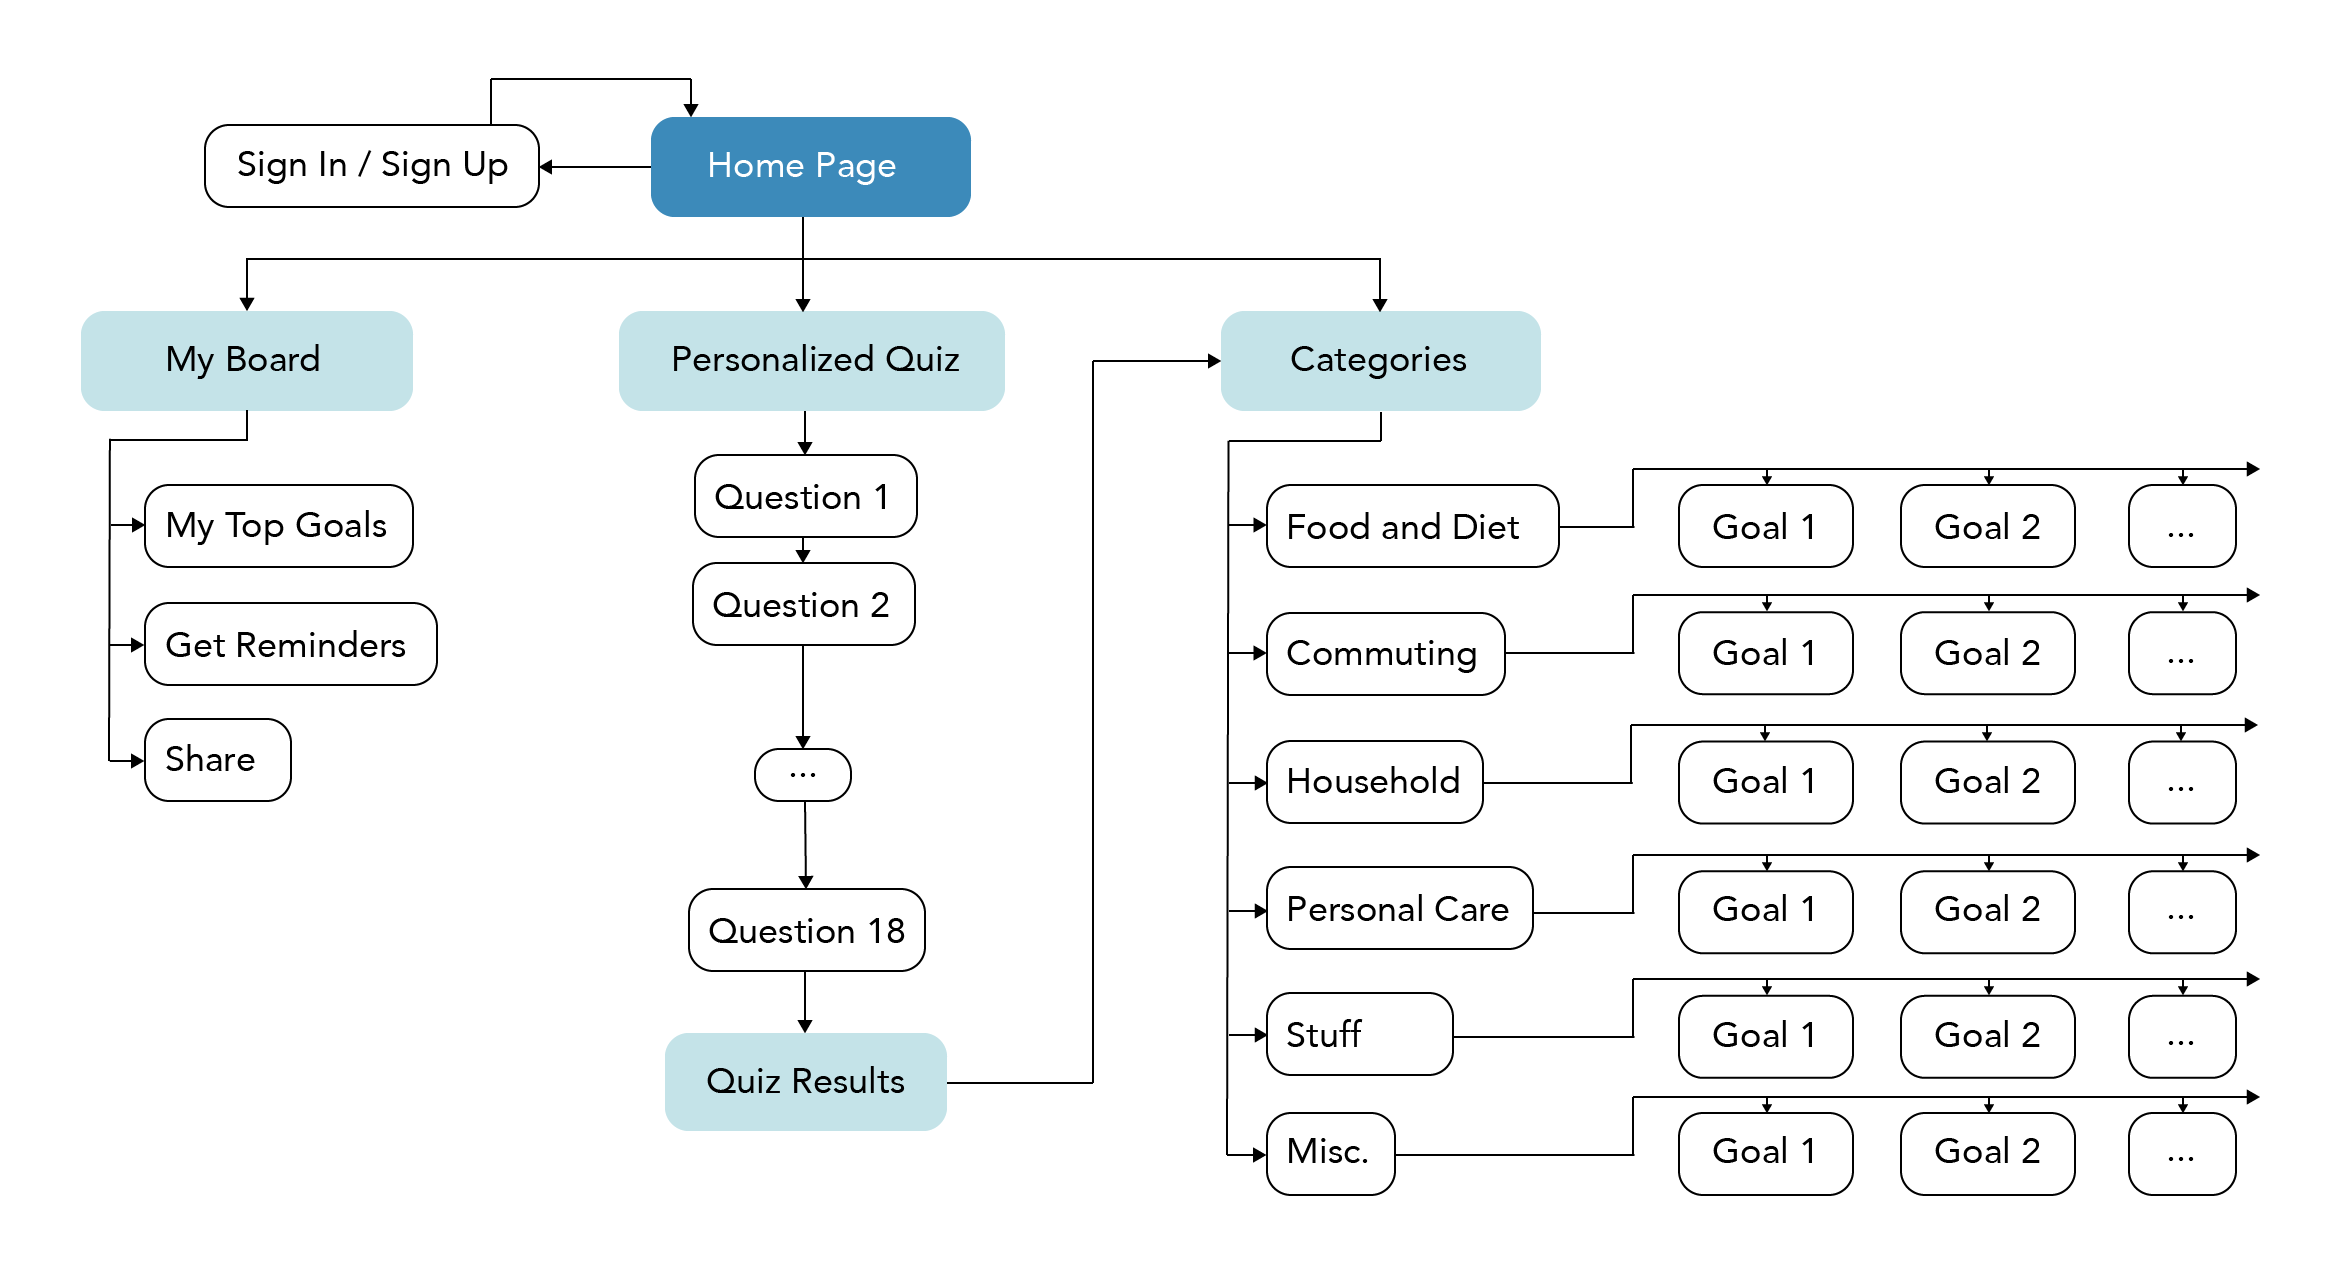 Sign In / Sign Up
Home Page
My Board
Personalized Quiz
Categories
My Top Goals
Get Reminders
Share
Question 1
Question 2
...
Question 18
Quiz Results
Food and Diet
Goal 1
Goal 2
...
Commuting
Goal 1
Goal 2
...
Household
Goal 1
Goal 2
...
Personal Care
Goal 1
Goal 2
...
Stuff
Goal 1
Goal 2
...
Misc.
Goal 1
Goal 2
...